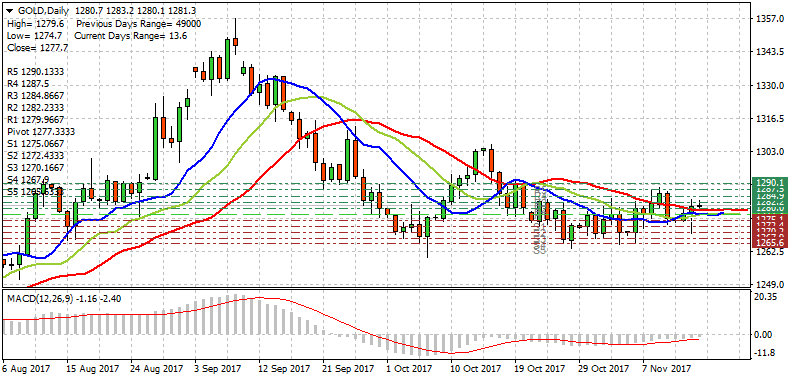 GOLD,Daily 1280.7 1283.2 1280.1 1281.3
High= 1279.6 Previous Days Range= 49000
Low= 1274.7 Current Days Range= 13.6
Close= 1277.7
R5 1290.1333
R4 1287.5
R3 1284.8667
R2 1282.2333
R1 1279.9667
Pivot 1277.3333
S1 1275.0667
S2 1272.4333
S3 1270.1667
S4
S5
1357.0
1343.5
1330.0
1316.5
1303.0
1290.1
1287.5
1284.9
1275.1
1265.6
1262.5
1249.0
MACD(12,26,9) -1.16 -2.40
20.35
0.00
-11.8
6 Aug 2017 15 Aug 2017 24 Aug 2017 3 Sep 2017 12 Sep 2017 21 Sep 2017 1 Oct 2017 10 Oct 2017 19 Oct 2017 29 Oct 2017 7 Nov 2017